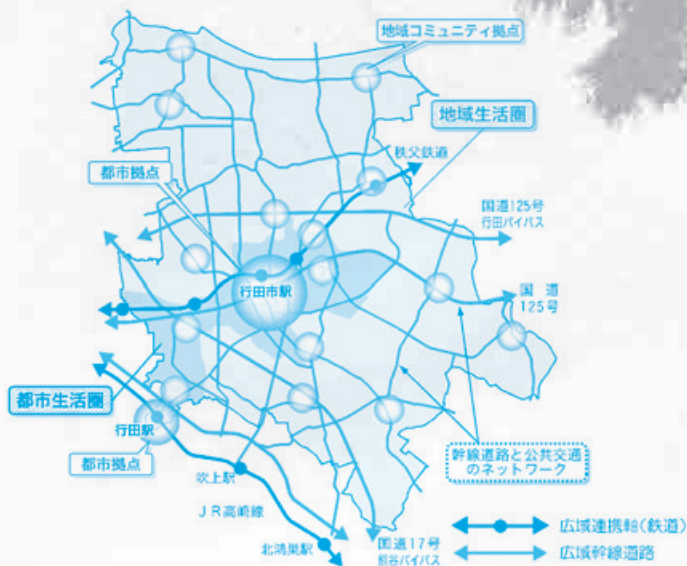 地域コミュニティ拠点
地域生活圏
秩父鉄道
都市拠点
国道125号
行田バイパス
行田市駅
国道
125号
都市生活圏
行田駅
都市拠点
幹線道路と公共交通
のネットワーク
吹上駅
JR高崎線
北鴻巣駅
国道17号
熊谷バイパス
広域連携軸(鉄道)
広域幹線道路